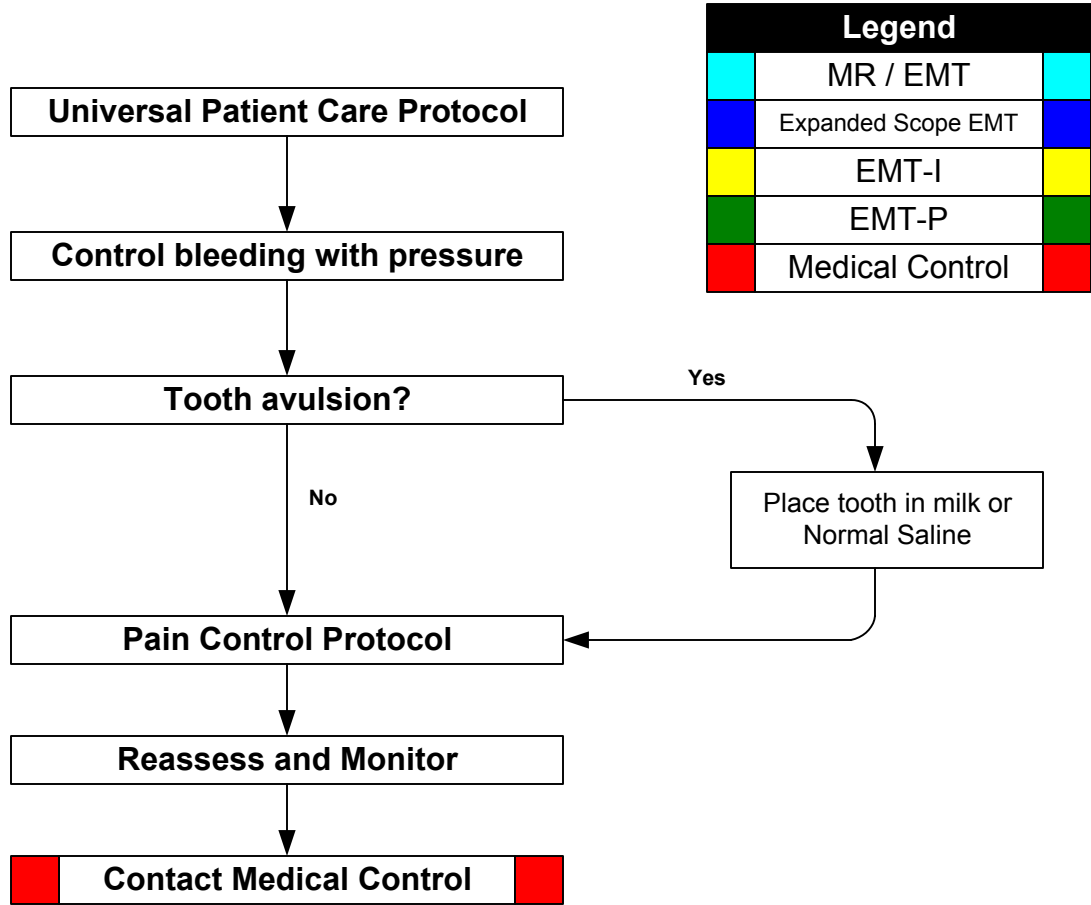 Legend
MR / EMT
Expanded Scope EMT
EMT-I
EMT-P
Medical Control
Universal Patient Care Protocol
Control bleeding with pressure
Tooth avulsion?
Yes
No
Place tooth in milk or
Normal Saline
Pain Control Protocol
Reassess and Monitor
Contact Medical Control